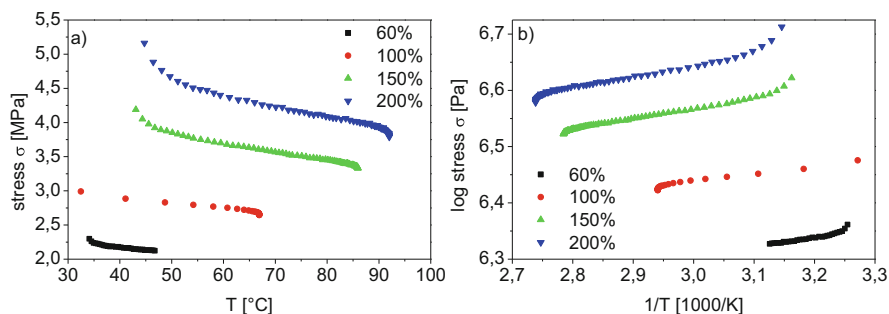 a)
60%
100%
150%
200%
5,5
5,0
4,5
4,0
3,5
3,0
2,5
2,0
stress σ [MPa]
30 40 50 60 70 80 90 100
T [°C]
b)
6,7
6,6
6,5
6,4
6,3
log stress σ [Pa]
60%
100%
150%
200%
2,7 2,8 2,9 3,0 3,1 3,2 3,3
1/T [1000/K]